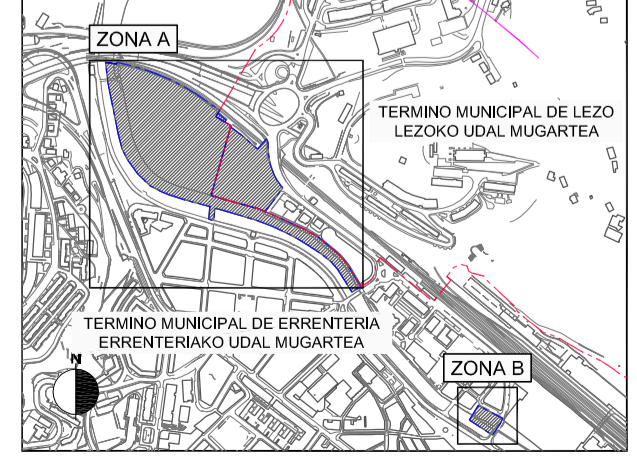 ZONA A
TERMINO MUNICIPAL DE LEZO
LEZOKO UDAL MUGARTEA
TERMINO MUNICIPAL DE ERRENTERIA
ERRENTERIAKO UDAL MUGARTEA
N
ZONA B